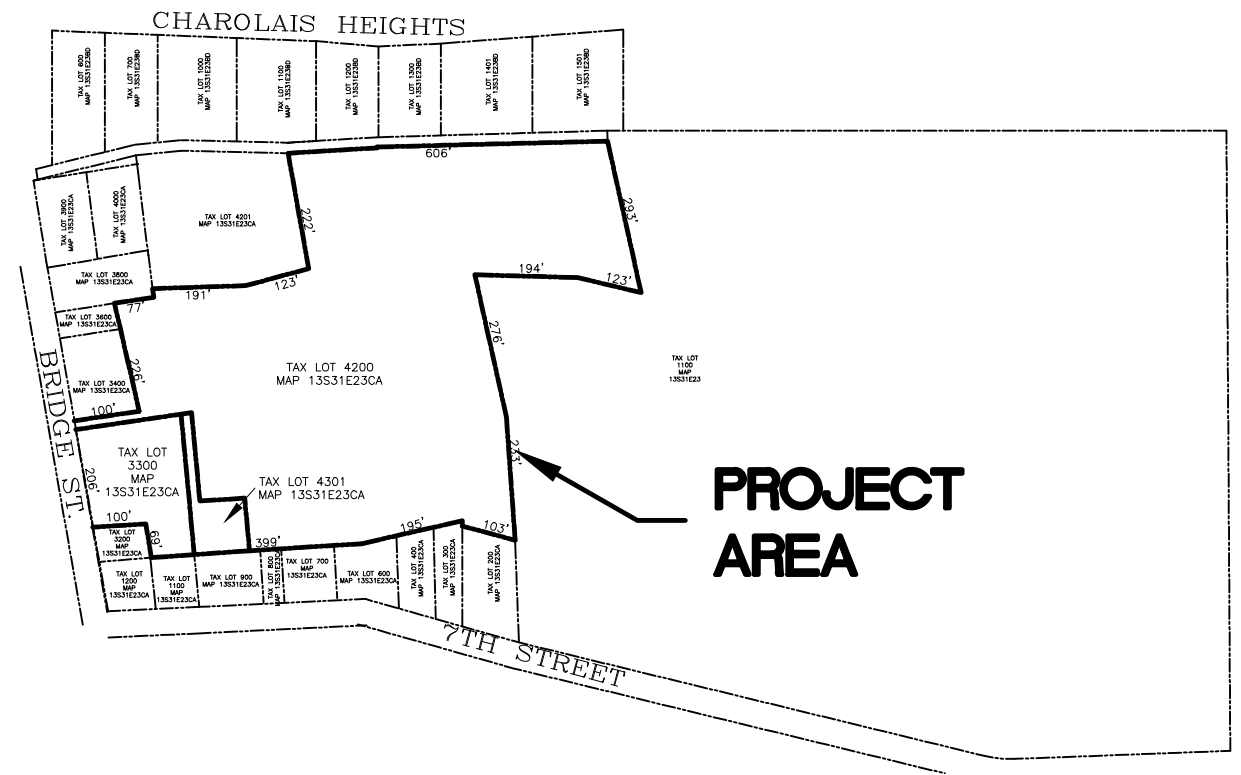 CHAROLAIS HEIGHTS
TAX LOT 600
MAP 13S31E23BD
TAX LOT 700
MAP 13S31E23BD
TAX LOT 1000
MAP 13S31E23BD
TAX LOT 1100
MAP 13S31E23BD
TAX LOT 1200
MAP 13S31E23BD
TAX LOT 1300
MAP 13S31E23BD
TAX LOT 1401
MAP 13S31E23BD
TAX LOT 1501
MAP 13S31E23BD
606'
TAX LOT 3900
MAP 13S31E23CA
TAX LOT 4000
MAP 13S31E23CA
TAX LOT 4201
MAP 13S31E23CA
222'
293'
TAX LOT 3800
MAP 13S31E23CA
191'
123'
194'
123'
77'
TAX LOT 3600
MAP 13S31E23CA
276'
226'
TAX LOT 4200
MAP 13S31E23CA
TAX LOT
1100
MAP
13S31E23
TAX LOT 3400
MAP 13S31E23CA
100'
BRIDGE ST.
TAX LOT
3300
MAP
13S31E23CA
206'
TAX LOT 4301
MAP 13S31E23CA
233'
PROJECT
AREA
100'
69'
399'
195'
103'
TAX LOT
3200
MAP
13S31E23CA
TAX LOT
1200
MAP
13S31E23CA
TAX LOT
1100
MAP
13S31E23CA
TAX LOT 900
MAP 13S31E23CA
TAX LOT 800
MAP 13S31E23CA
TAX LOT 700
MAP
13S31E23CA
TAX LOT 600
MAP 13S31E23CA
TAX LOT 400
MAP 13S31E23CA
TAX LOT 300
MAP 13S31E23CA
TAX LOT 200
MAP 13S31E23CA
7TH STREET